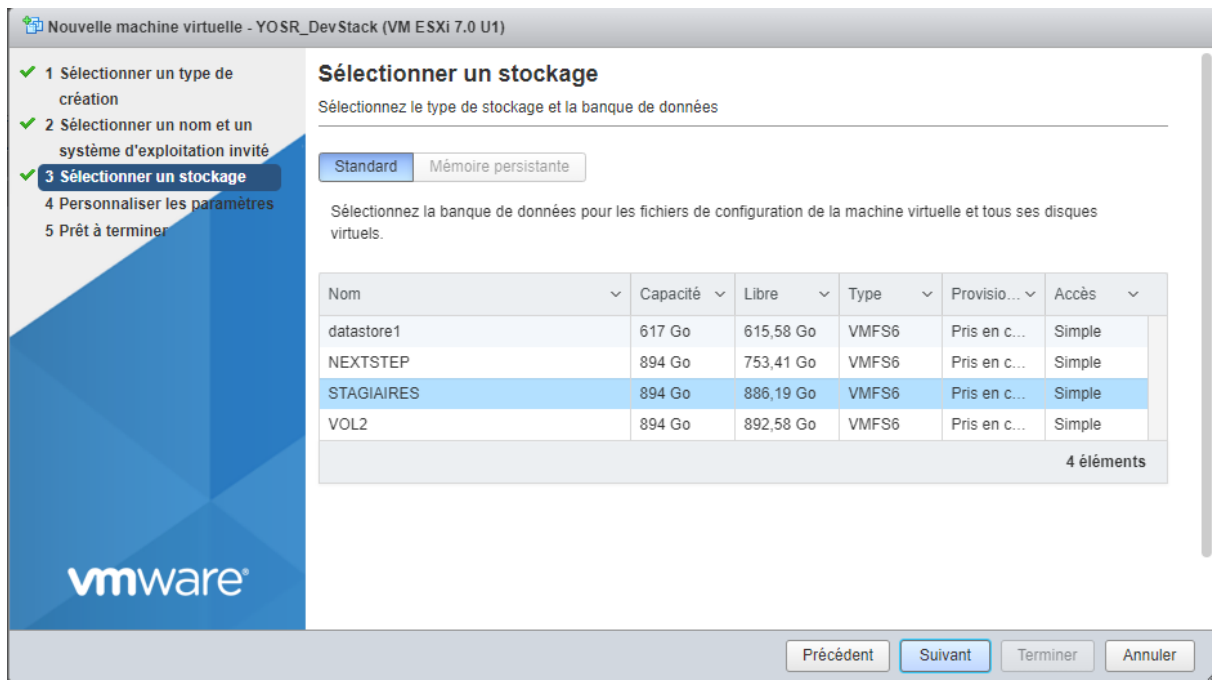 Nouvelle machine virtuelle - YOSR_DevStack (VM ESXi 7.0 U1)
1 Sélectionner un type de
création
2 Sélectionner un nom et un
système d'exploitation invité
3 Sélectionner un stockage
4 Personnaliser les paramètres
5 Prêt à terminer
vmware®
Sélectionner un stockage
Sélectionnez le type de stockage et la banque de données
Standard Mémoire persistante
Sélectionnez la banque de données pour les fichiers de configuration de la machine virtuelle et tous ses disques
virtuels.
Nom Capacité Libre Type Provisio... Accès
datastore1 617 Go 615,58 Go VMFS6 Pris en c... Simple
NEXTSTEP 894 Go 753,41 Go VMFS6 Pris en c... Simple
STAGIAIRES 894 Go 886,19 Go VMFS6 Pris en c... Simple
VOL2 894 Go 892,58 Go VMFS6 Pris en c... Simple
4 éléments
Précédent Suivant Terminer Annuler